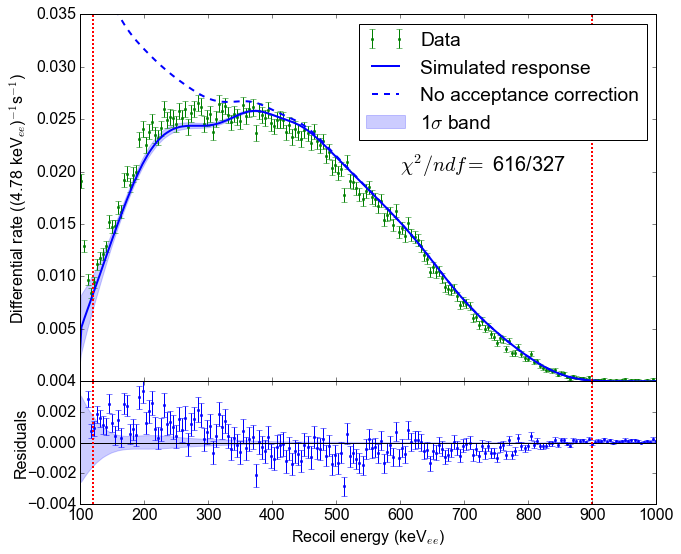 0.035
0.030
0.025
0.020
0.015
0.010
0.005
0.004
0.002
0.000
−0.002
−0.004
Differential rate ((4.78 keV_ee)^−1 s^−1)
Residuals
Data
Simulated response
No acceptance correction
1σ band
χ²/ndf = 616/327
100 200 300 400 500 600 700 800 900 1000
Recoil energy (keV_ee)